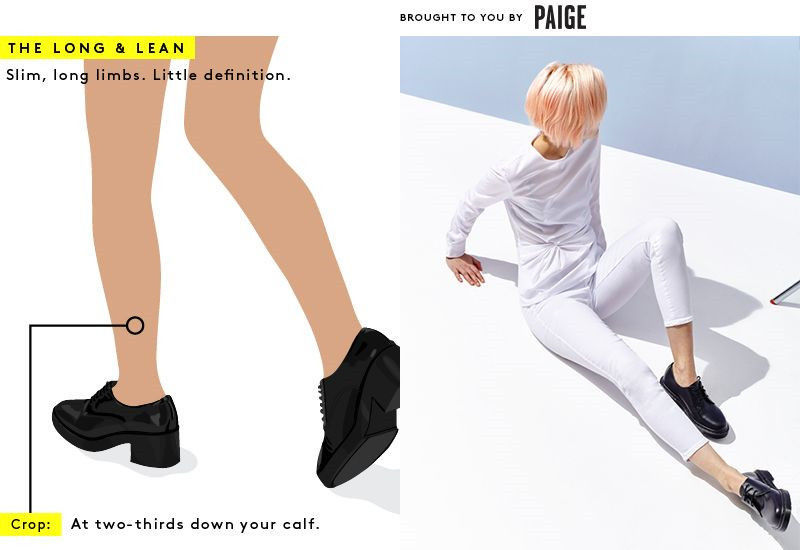 BROUGHT TO YOU BY PAIGE
THE LONG & LEAN
Slim, long limbs. Little definition.
Crop: At two-thirds down your calf.